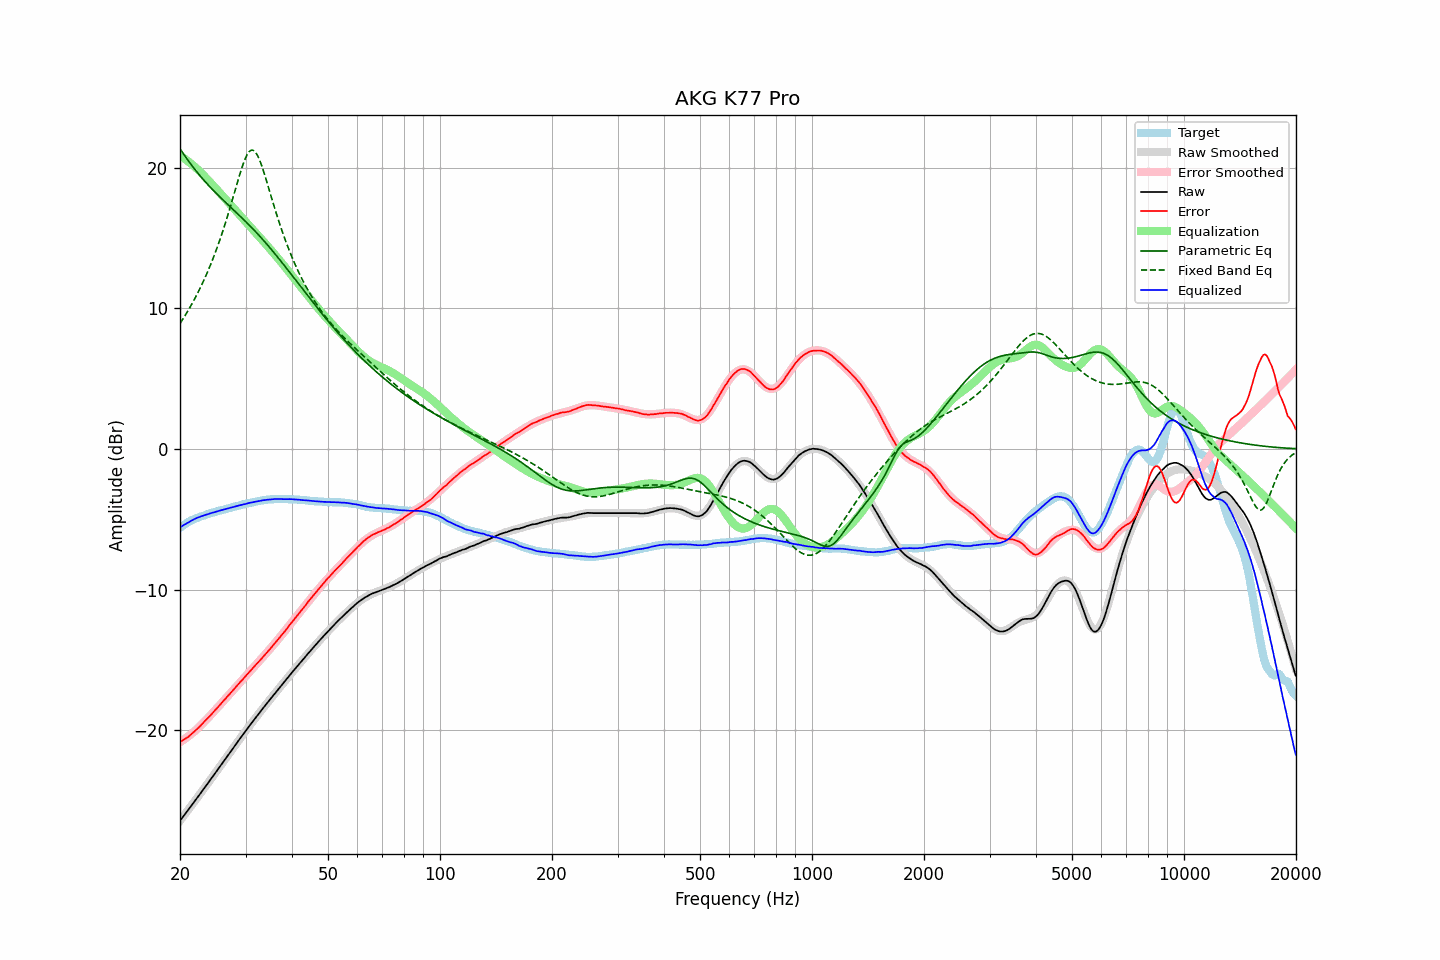 AKG K77 Pro
Amplitude (dBr)
20
10
0
−10
−20
Target
Raw Smoothed
Error Smoothed
Raw
Error
Equalization
Parametric Eq
Fixed Band Eq
Equalized
20 50 100 200 500 1000 2000 5000 10000 20000
Frequency (Hz)